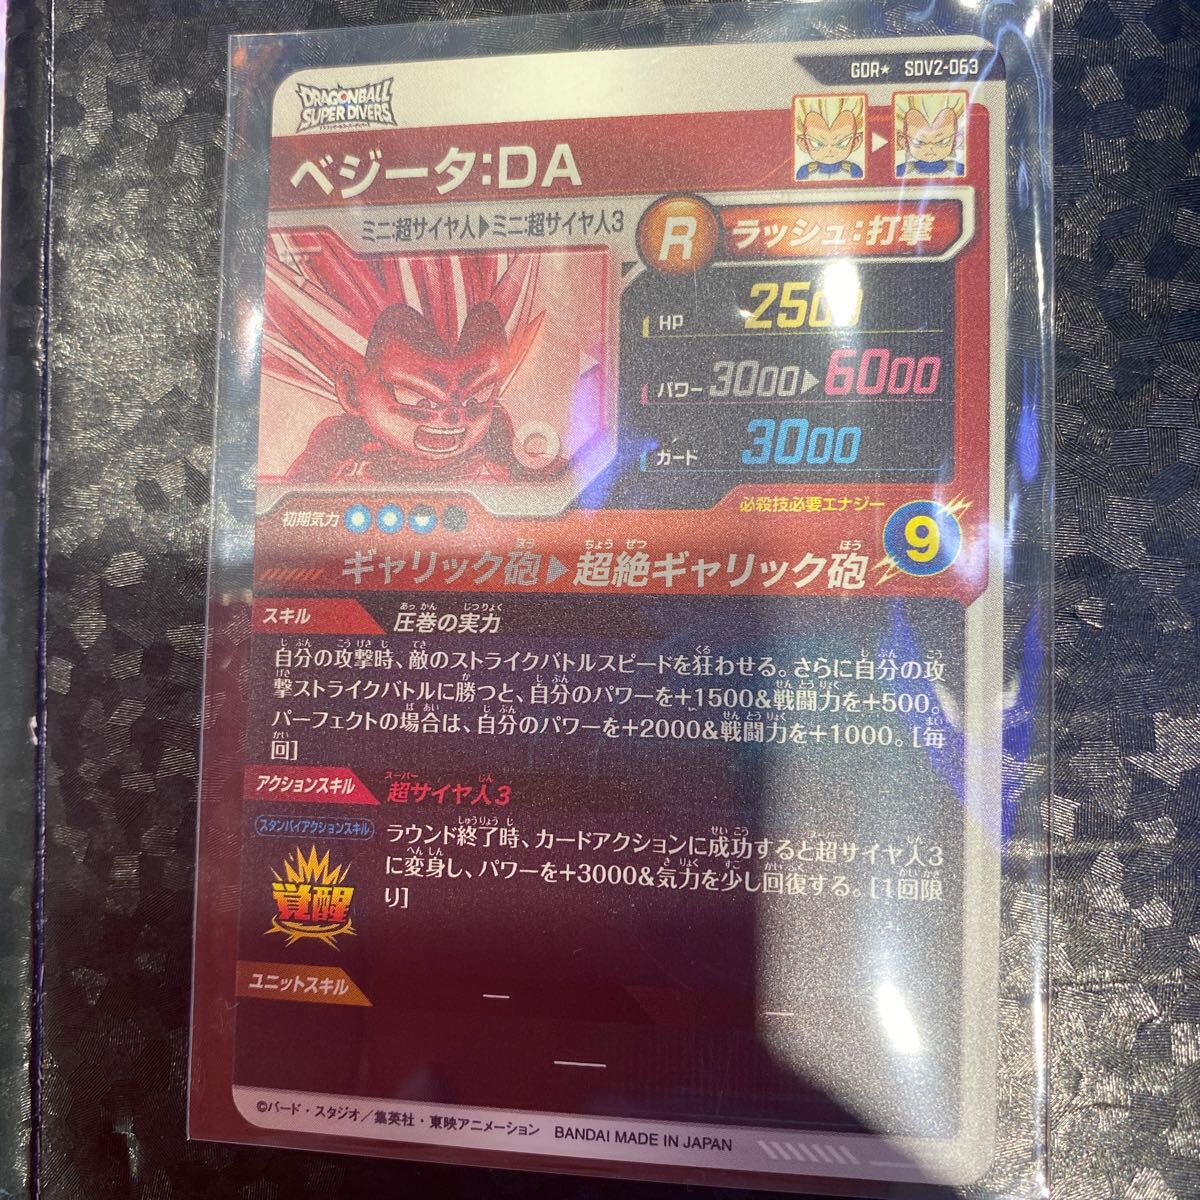 GDR★ SDV2-063
DRAGONBALL
SUPER DIVERS
ベジータ:DA
ミニ:超サイヤ人▶ミニ:超サイヤ人3
R ラッシュ:打撃
HP 2500
パワー 3000▶6000
ガード 3000
初期気力
必殺技必要エナジー
9
ギャリック砲▶超絶ギャリック砲
スキル 圧巻の実力
自分の攻撃時、敵のストライクバトルスピードを狂わせる。さらに自分の攻
撃ストライクバトルに勝つと、自分のパワーを+1500&戦闘力を+500。
パーフェクトの場合は、自分のパワーを+2000&戦闘力を+1000。[毎
回]
アクションスキル 超サイヤ人3
スタンバイアクションスキル
覚醒
ラウンド終了時、カードアクションに成功すると超サイヤ人3
に変身し、パワーを+3000&気力を少し回復する。[1回限
り]
ユニットスキル
—
—
—
©バード・スタジオ／集英社・東映アニメーション BANDAI MADE IN JAPAN